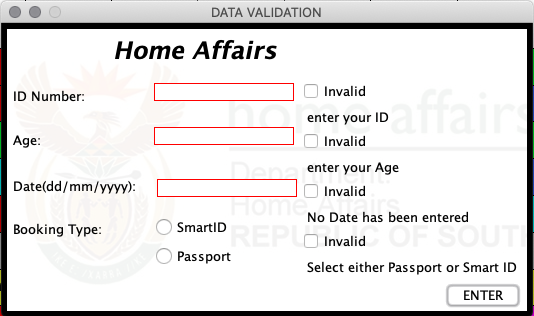 DATA VALIDATION
Home Affairs
ID Number:
Invalid
enter your ID
Age:
Invalid
enter your Age
Date(dd/mm/yyyy):
Invalid
No Date has been entered
Booking Type:
SmartID
Invalid
Passport
Select either Passport or Smart ID
ENTER
home affairs
Department:
Home Affairs
REPUBLIC OF SOUT